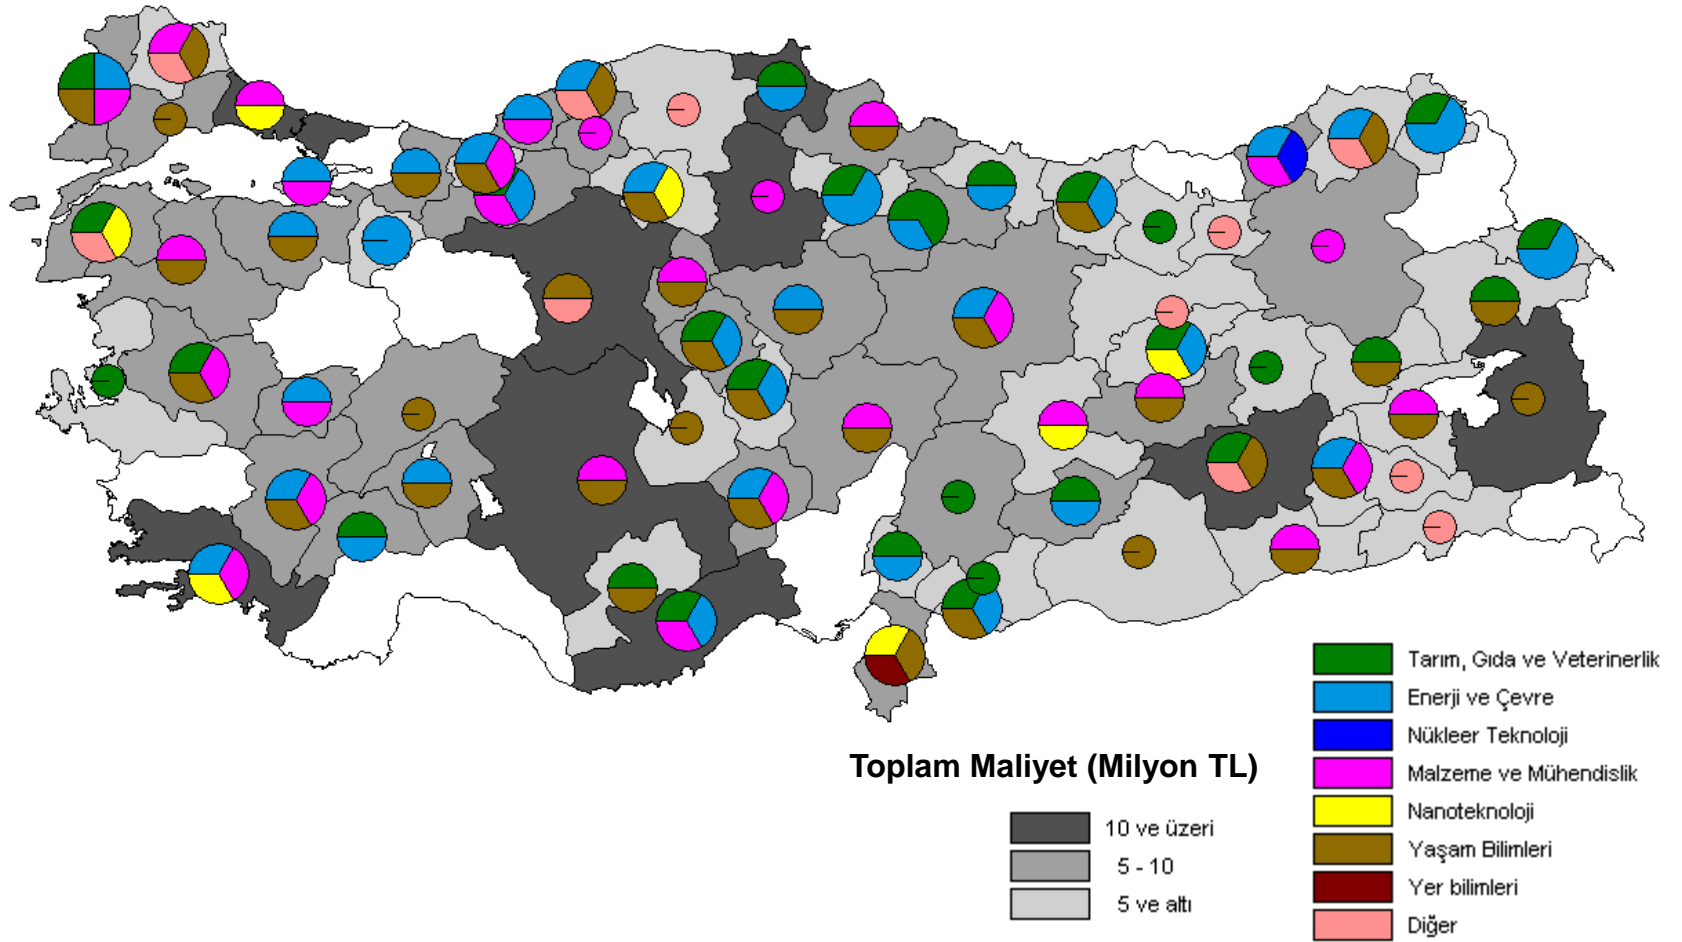 Toplam Maliyet (Milyon TL)
10 ve üzeri
5 - 10
5 ve altı
Tarım, Gıda ve Veterinerlik
Enerji ve Çevre
Nükleer Teknoloji
Malzeme ve Mühendislik
Nanoteknoloji
Yaşam Bilimleri
Yer bilimleri
Diğer